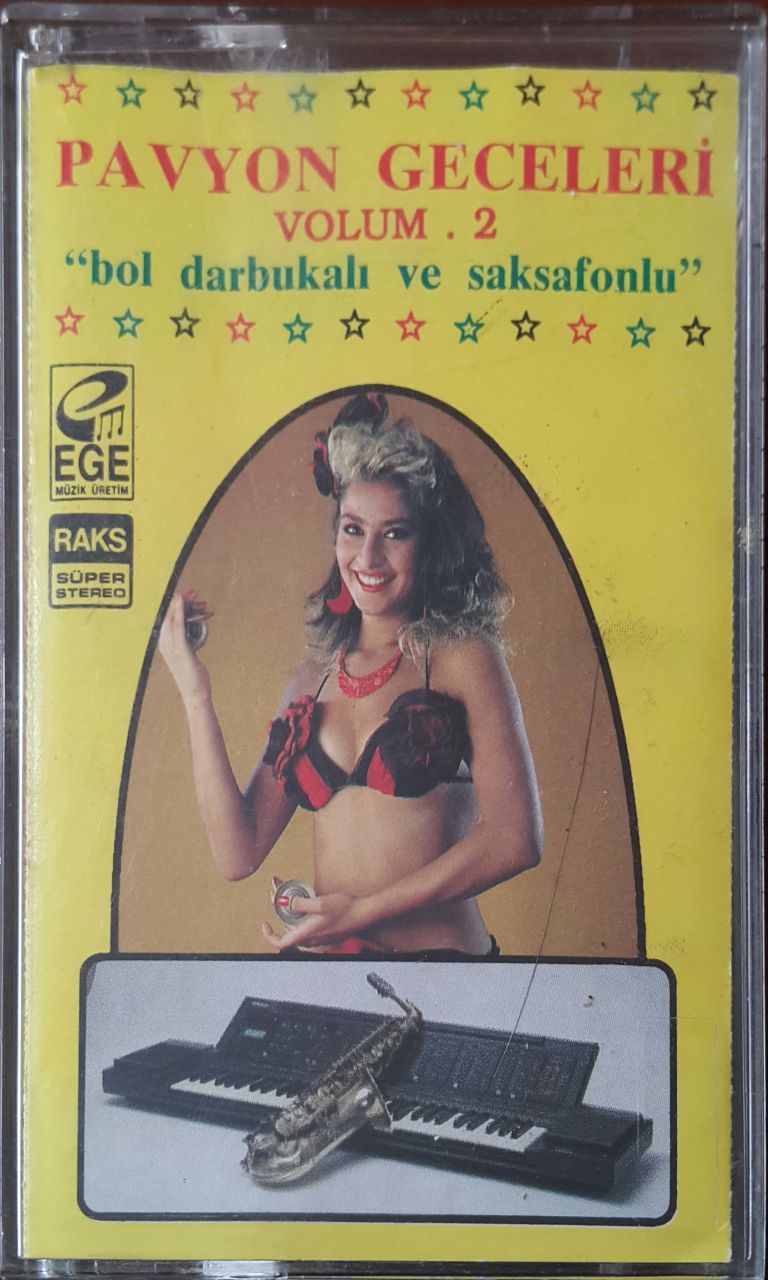 PAVYON GECELERİ
VOLUM . 2
“bol darbukalı ve saksafonlu”
EGE
MÜZİK ÜRETİM
RAKS
SÜPER
STEREO